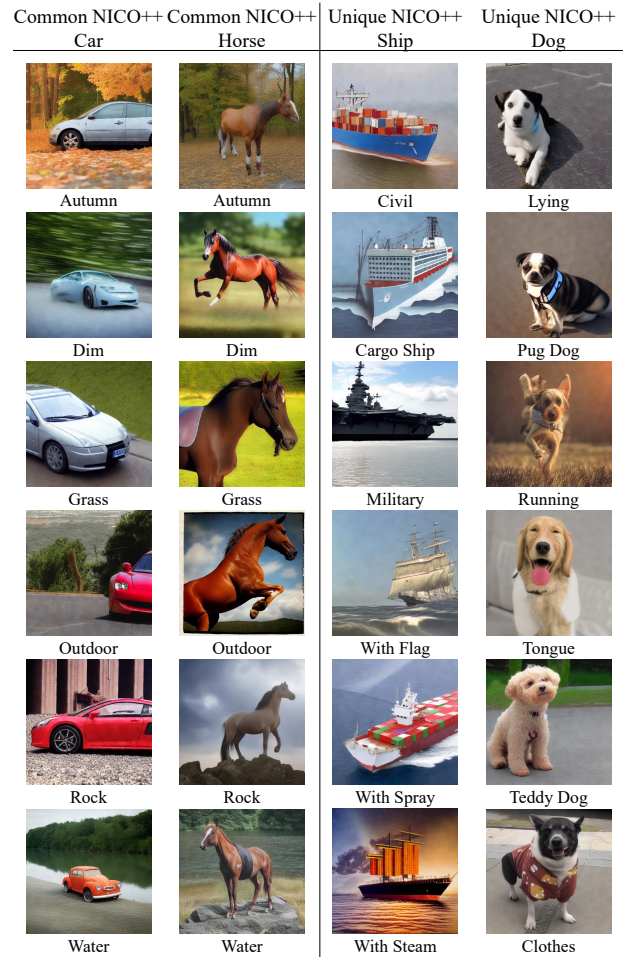 Common NICO++ Common NICO++ Unique NICO++ Unique NICO++
Car Horse Ship Dog
Autumn Autumn Civil Lying
Dim Dim Cargo Ship Pug Dog
Grass Grass Military Running
Outdoor Outdoor With Flag Tongue
Rock Rock With Spray Teddy Dog
Water Water With Steam Clothes